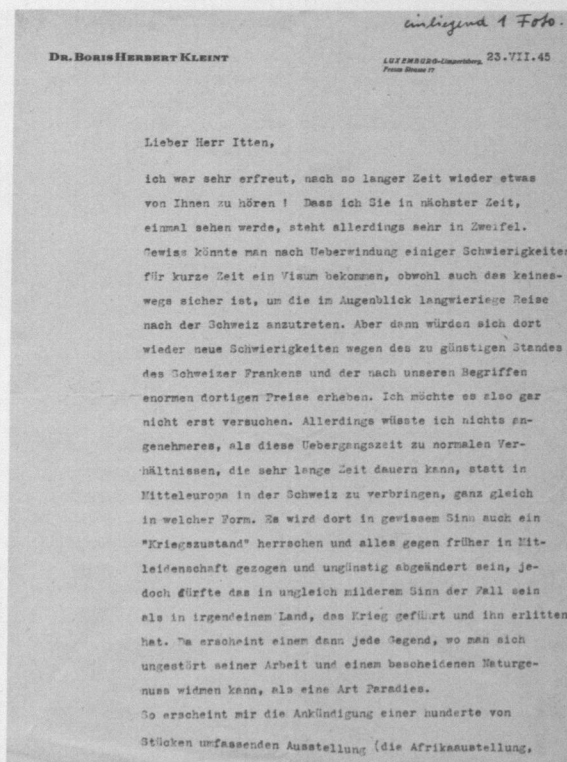 einliegend 1 Foto.
DR. BORIS HERBERT KLEINT
LUXEMBURG-Limpertsberg, 23.VII.45
Lieber Herr Itten,
ich war sehr erfreut, nach so langer Zeit wieder etwas
von Ihnen zu hören ! Dass ich Sie in nächster Zeit,
einmal sehen werde, steht allerdings sehr in Zweifel.
Gewiss könnte man nach Ueberwindung einiger Schwierigkeiten
für kurze Zeit ein Visum bekommen, obwohl auch das keines-
wegs sicher ist, um die im Augenblick langwieriege Reise
nach der Schweiz anzutreten. Aber dann würden sich dort
wieder neue Schwierigkeiten wegen des zu günstigen Standes
des Schweizer Frankens und der nach unseren Begriffen
enormen dortigen Preise erheben. Ich möchte es also gar
nicht erst versuchen. Allerdings wüsste ich nichts an-
genehmeres, als diese Uebergangszeit zu normalen Ver-
hältnissen, die sehr lange Zeit dauern kann, statt in
Mitteleuropa in der Schweiz zu verbringen, ganz gleich
in welcher Form. Es wird dort in gewissem Sinn auch ein
"Kriegszustand" herrschen und alles gegen früher in Mit-
leidenschaft gezogen und ungünstig abgeändert sein, je-
doch dürfte das in ungleich milderem Sinn der Fall sein
als in irgendeinem Land, das Krieg geführt und ihn erlitten
hat. Da erscheint einem dann jede Gegend, wo man sich
ungestört seiner Arbeit und einem bescheidenen Naturge-
nuss widmen kann, als eine Art Paradies.
So erscheint mir die Ankündigung einer hunderte von
Stücken umfassenden Ausstellung (die Afrikaaustellung,